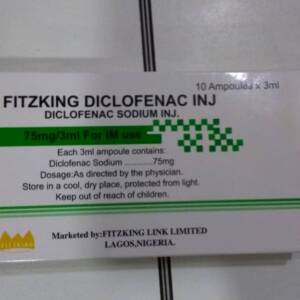 10 Ampoules x 3ml
FITZKING DICLOFENAC INJ
DICLOFENAC SODIUM INJ.
75mg/3ml For IM use
Each 3ml ampoule contains:
Diclofenac Sodium ...........75mg
Dosage:As directed by the physician.
Store in a cool, dry place, protected from light.
Keep out of reach of children.
Marketed by:FITZKING LINK LIMITED
LAGOS,NIGERIA.
FITZKING